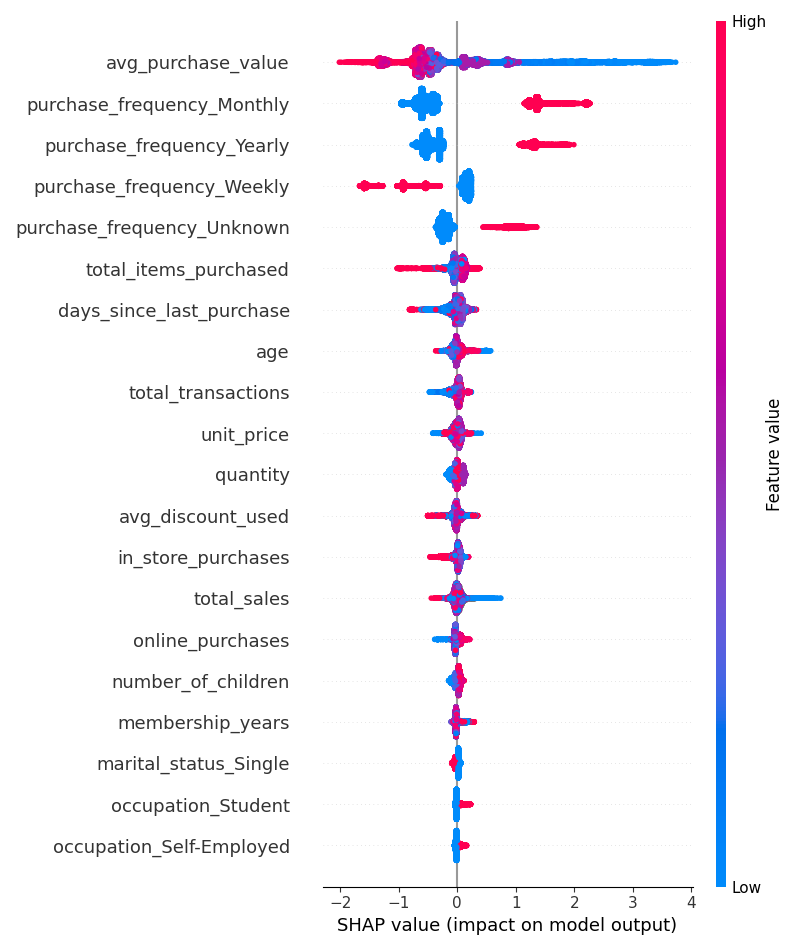 High
avg_purchase_value
purchase_frequency_Monthly
purchase_frequency_Yearly
purchase_frequency_Weekly
purchase_frequency_Unknown
total_items_purchased
days_since_last_purchase
age
total_transactions
unit_price
quantity
avg_discount_used
in_store_purchases
total_sales
online_purchases
number_of_children
membership_years
marital_status_Single
occupation_Student
occupation_Self-Employed
Feature value
Low
−2 −1 0 1 2 3 4
SHAP value (impact on model output)